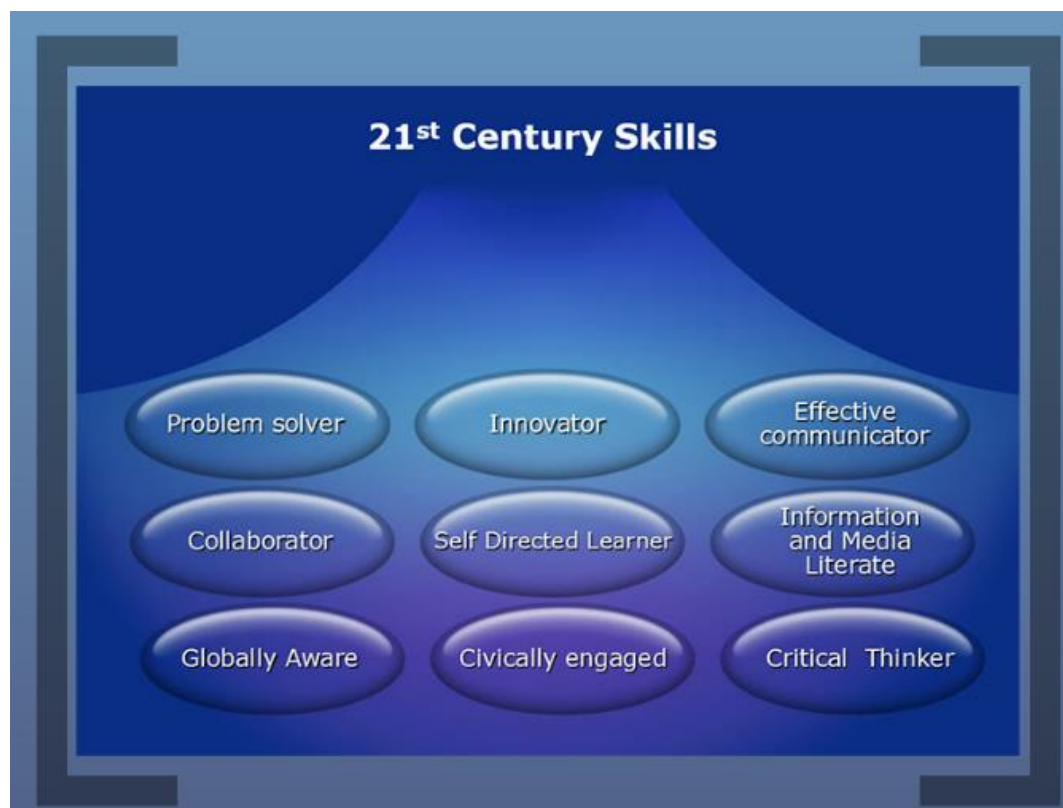 21st Century Skills
Problem solver
Innovator
Effective
communicator
Collaborator
Self Directed Learner
Information
and Media
Literate
Globally Aware
Civically engaged
Critical Thinker